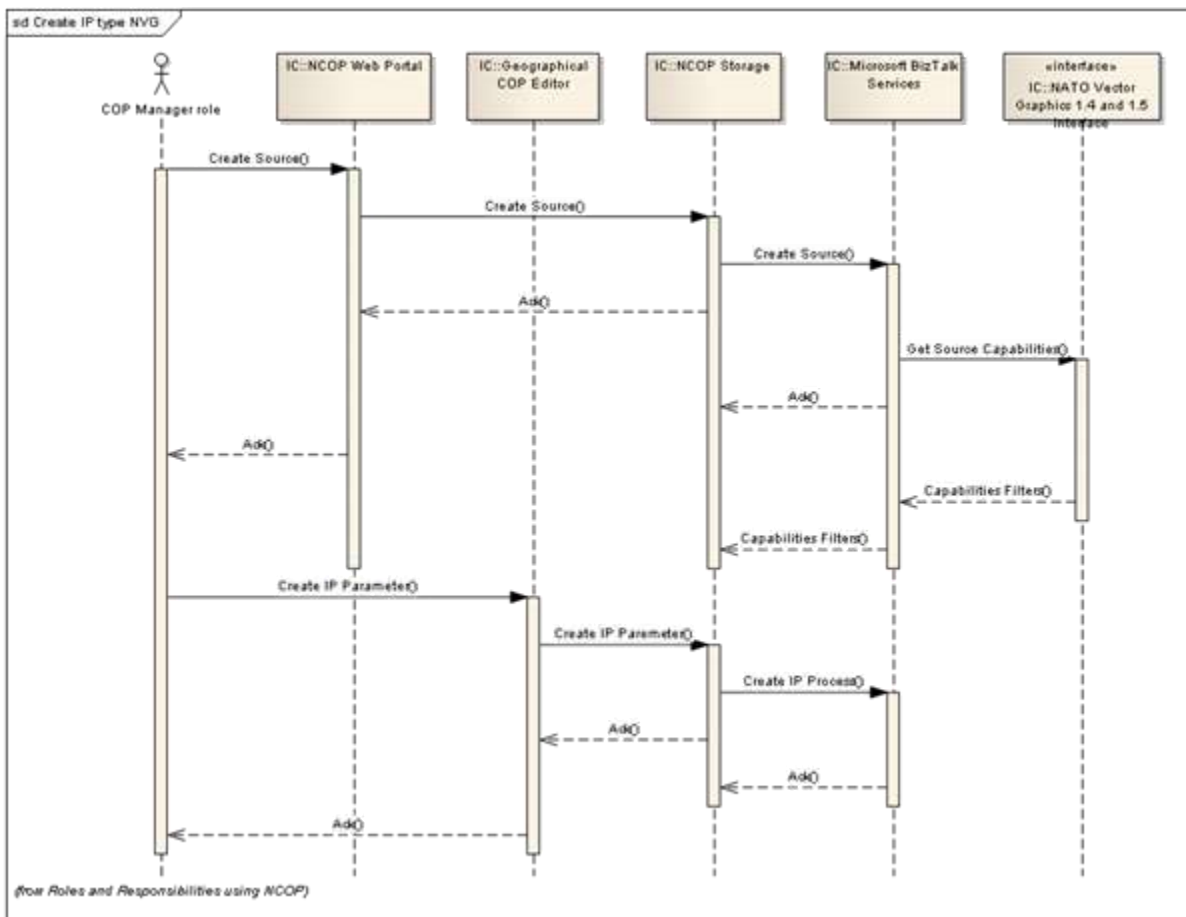 sd Create IP type NVG
COP Manager role
IC::NCOP Web Portal
IC::Geographical
COP Editor
IC::NCOP Storage
IC::Microsoft BizTalk
Services
«interface»
IC::NATO Vector
Graphics 1.4 and 1.5
Interface
Create Source()
Create Source()
Create Source()
Ack()
Get Source Capabilities()
Ack()
Ack()
Capabilities Filters()
Capabilities Filters()
Create IP Parameter()
Create IP Paremeter()
Create IP Process()
Ack()
Ack()
Ack()
(from Roles and Responsibilities using NCOP)